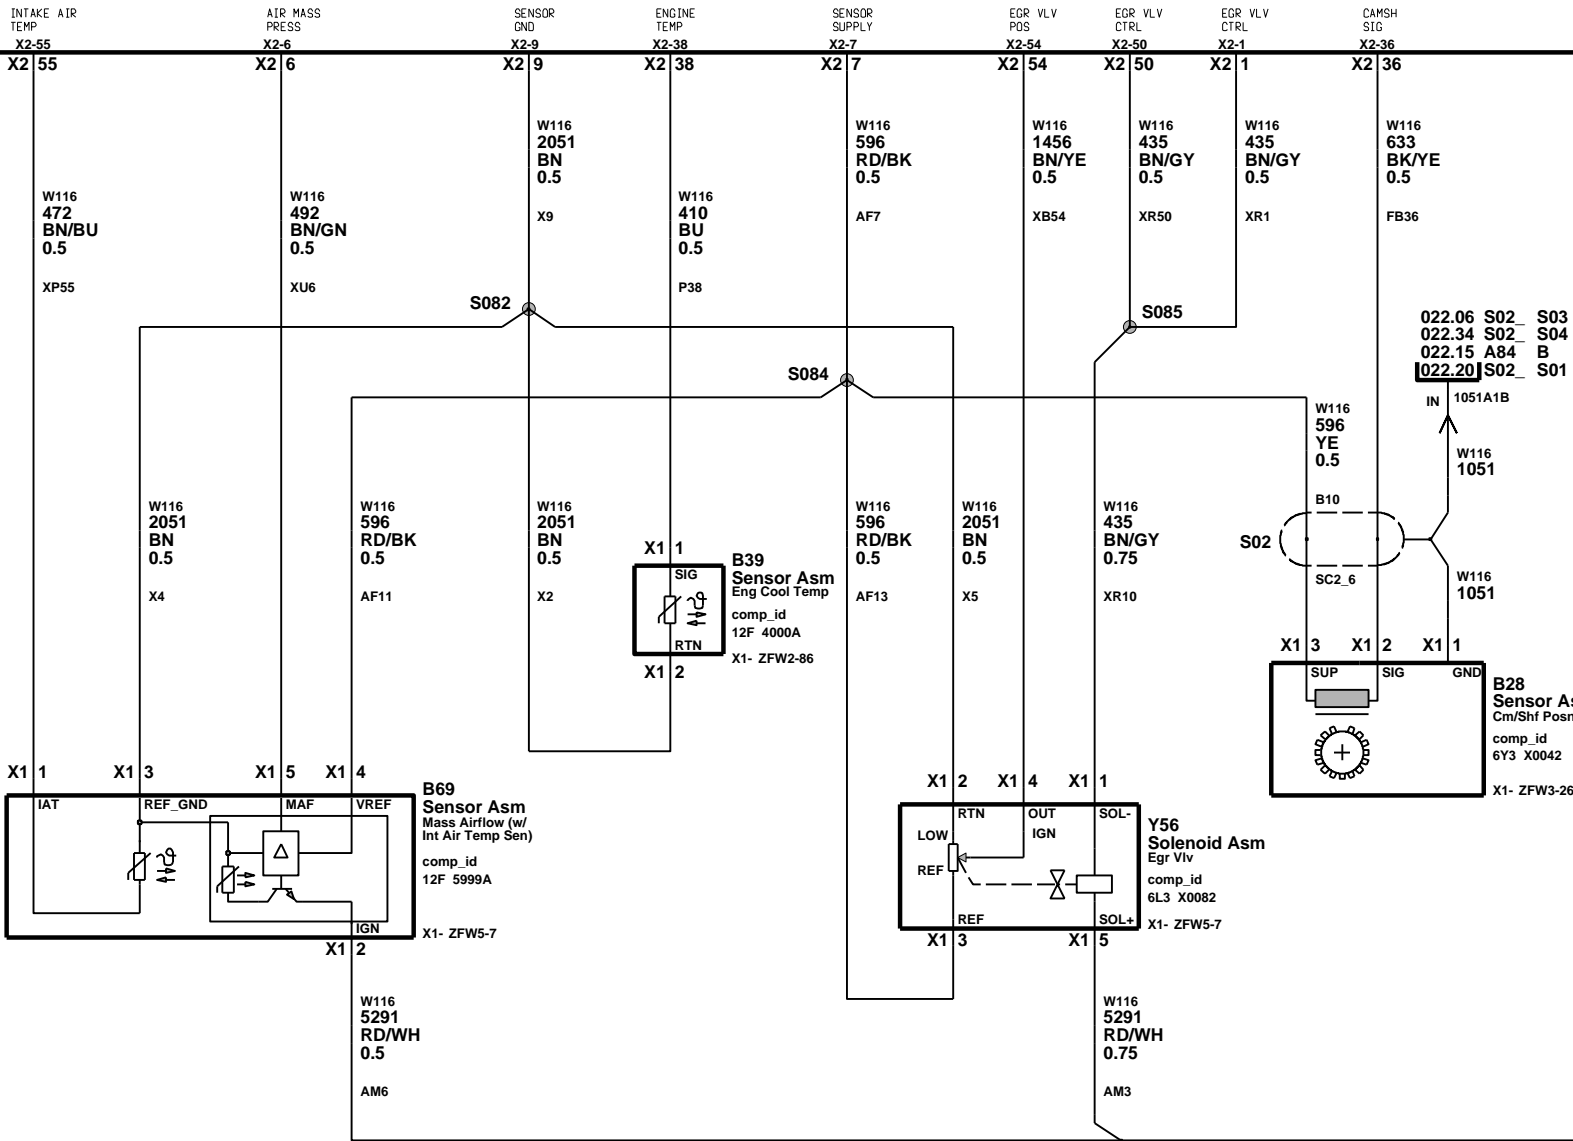 INTAKE AIR
TEMP
X2-55
AIR MASS
PRESS
X2-6
SENSOR
GND
X2-9
ENGINE
TEMP
X2-38
SENSOR
SUPPLY
X2-7
EGR VLV
POS
X2-54
EGR VLV
CTRL
X2-50
EGR VLV
CTRL
X2-1
CAMSH
SIG
X2-36
X2 55
X2 6
X2 9
X2 38
X2 7
X2 54
X2 50
X2 1
X2 36
W116
2051
BN
0.5
X9
W116
596
RD/BK
0.5
AF7
W116
1456
BN/YE
0.5
XB54
W116
435
BN/GY
0.5
XR50
W116
435
BN/GY
0.5
XR1
W116
633
BK/YE
0.5
FB36
W116
472
BN/BU
0.5
XP55
W116
492
BN/GN
0.5
XU6
W116
410
BU
0.5
P38
S082
S085
S084
022.06 S02_ S03
022.34 S02_ S04
022.15 A84 B
022.20 S02_ S01
IN 1051A1B
W116
596
YE
0.5
B10
W116
1051
S02
SC2_6
W116
1051
W116
2051
BN
0.5
X4
W116
596
RD/BK
0.5
AF11
W116
2051
BN
0.5
X2
W116
596
RD/BK
0.5
AF13
W116
2051
BN
0.5
X5
W116
435
BN/GY
0.75
XR10
X1 1
SIG
RTN
X1 2
B39
Sensor Asm
Eng Cool Temp
comp_id
12F 4000A
X1- ZFW2-86
X1 3
X1 2
X1 1
SUP
SIG
GND
B28
Sensor As
Cm/Shf Posn
comp_id
6Y3 X0042
X1- ZFW3-26
X1 1
X1 3
X1 5
X1 4
IAT
REF_GND
MAF
VREF
IGN
X1 2
B69
Sensor Asm
Mass Airflow (w/
Int Air Temp Sen)
comp_id
12F 5999A
X1- ZFW5-7
X1 2
X1 4
X1 1
RTN
OUT
SOL-
LOW
IGN
REF
REF
SOL+
X1 3
X1 5
Y56
Solenoid Asm
Egr Vlv
comp_id
6L3 X0082
X1- ZFW5-7
W116
5291
RD/WH
0.5
AM6
W116
5291
RD/WH
0.75
AM3